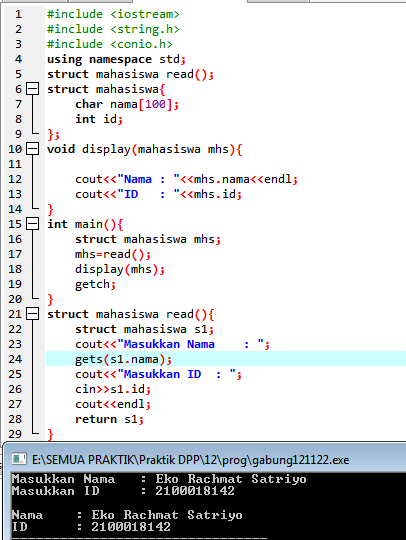 1 #include <iostream>
2 #include <string.h>
3 #include <conio.h>
4 using namespace std;
5 struct mahasiswa read();
6 struct mahasiswa{
7 char nama[100];
8 int id;
9 };
10 void display(mahasiswa mhs){
11
12 cout<<"Nama : "<<mhs.nama<<endl;
13 cout<<"ID   : "<<mhs.id;
14 }
15 int main(){
16 struct mahasiswa mhs;
17 mhs=read();
18 display(mhs);
19 getch;
20 }
21 struct mahasiswa read(){
22 struct mahasiswa s1;
23 cout<<"Masukkan Nama    : ";
24 gets(s1.nama);
25 cout<<"Masukkan ID  : ";
26 cin>>s1.id;
27 cout<<endl;
28 return s1;
29 }
E:\SEMUA PRAKTIK\Praktik DPP\12\prog\gabung121122.exe
Masukkan Nama   : Eko Rachmat Satriyo
Masukkan ID     : 2100018142
Nama    : Eko Rachmat Satriyo
ID      : 2100018142